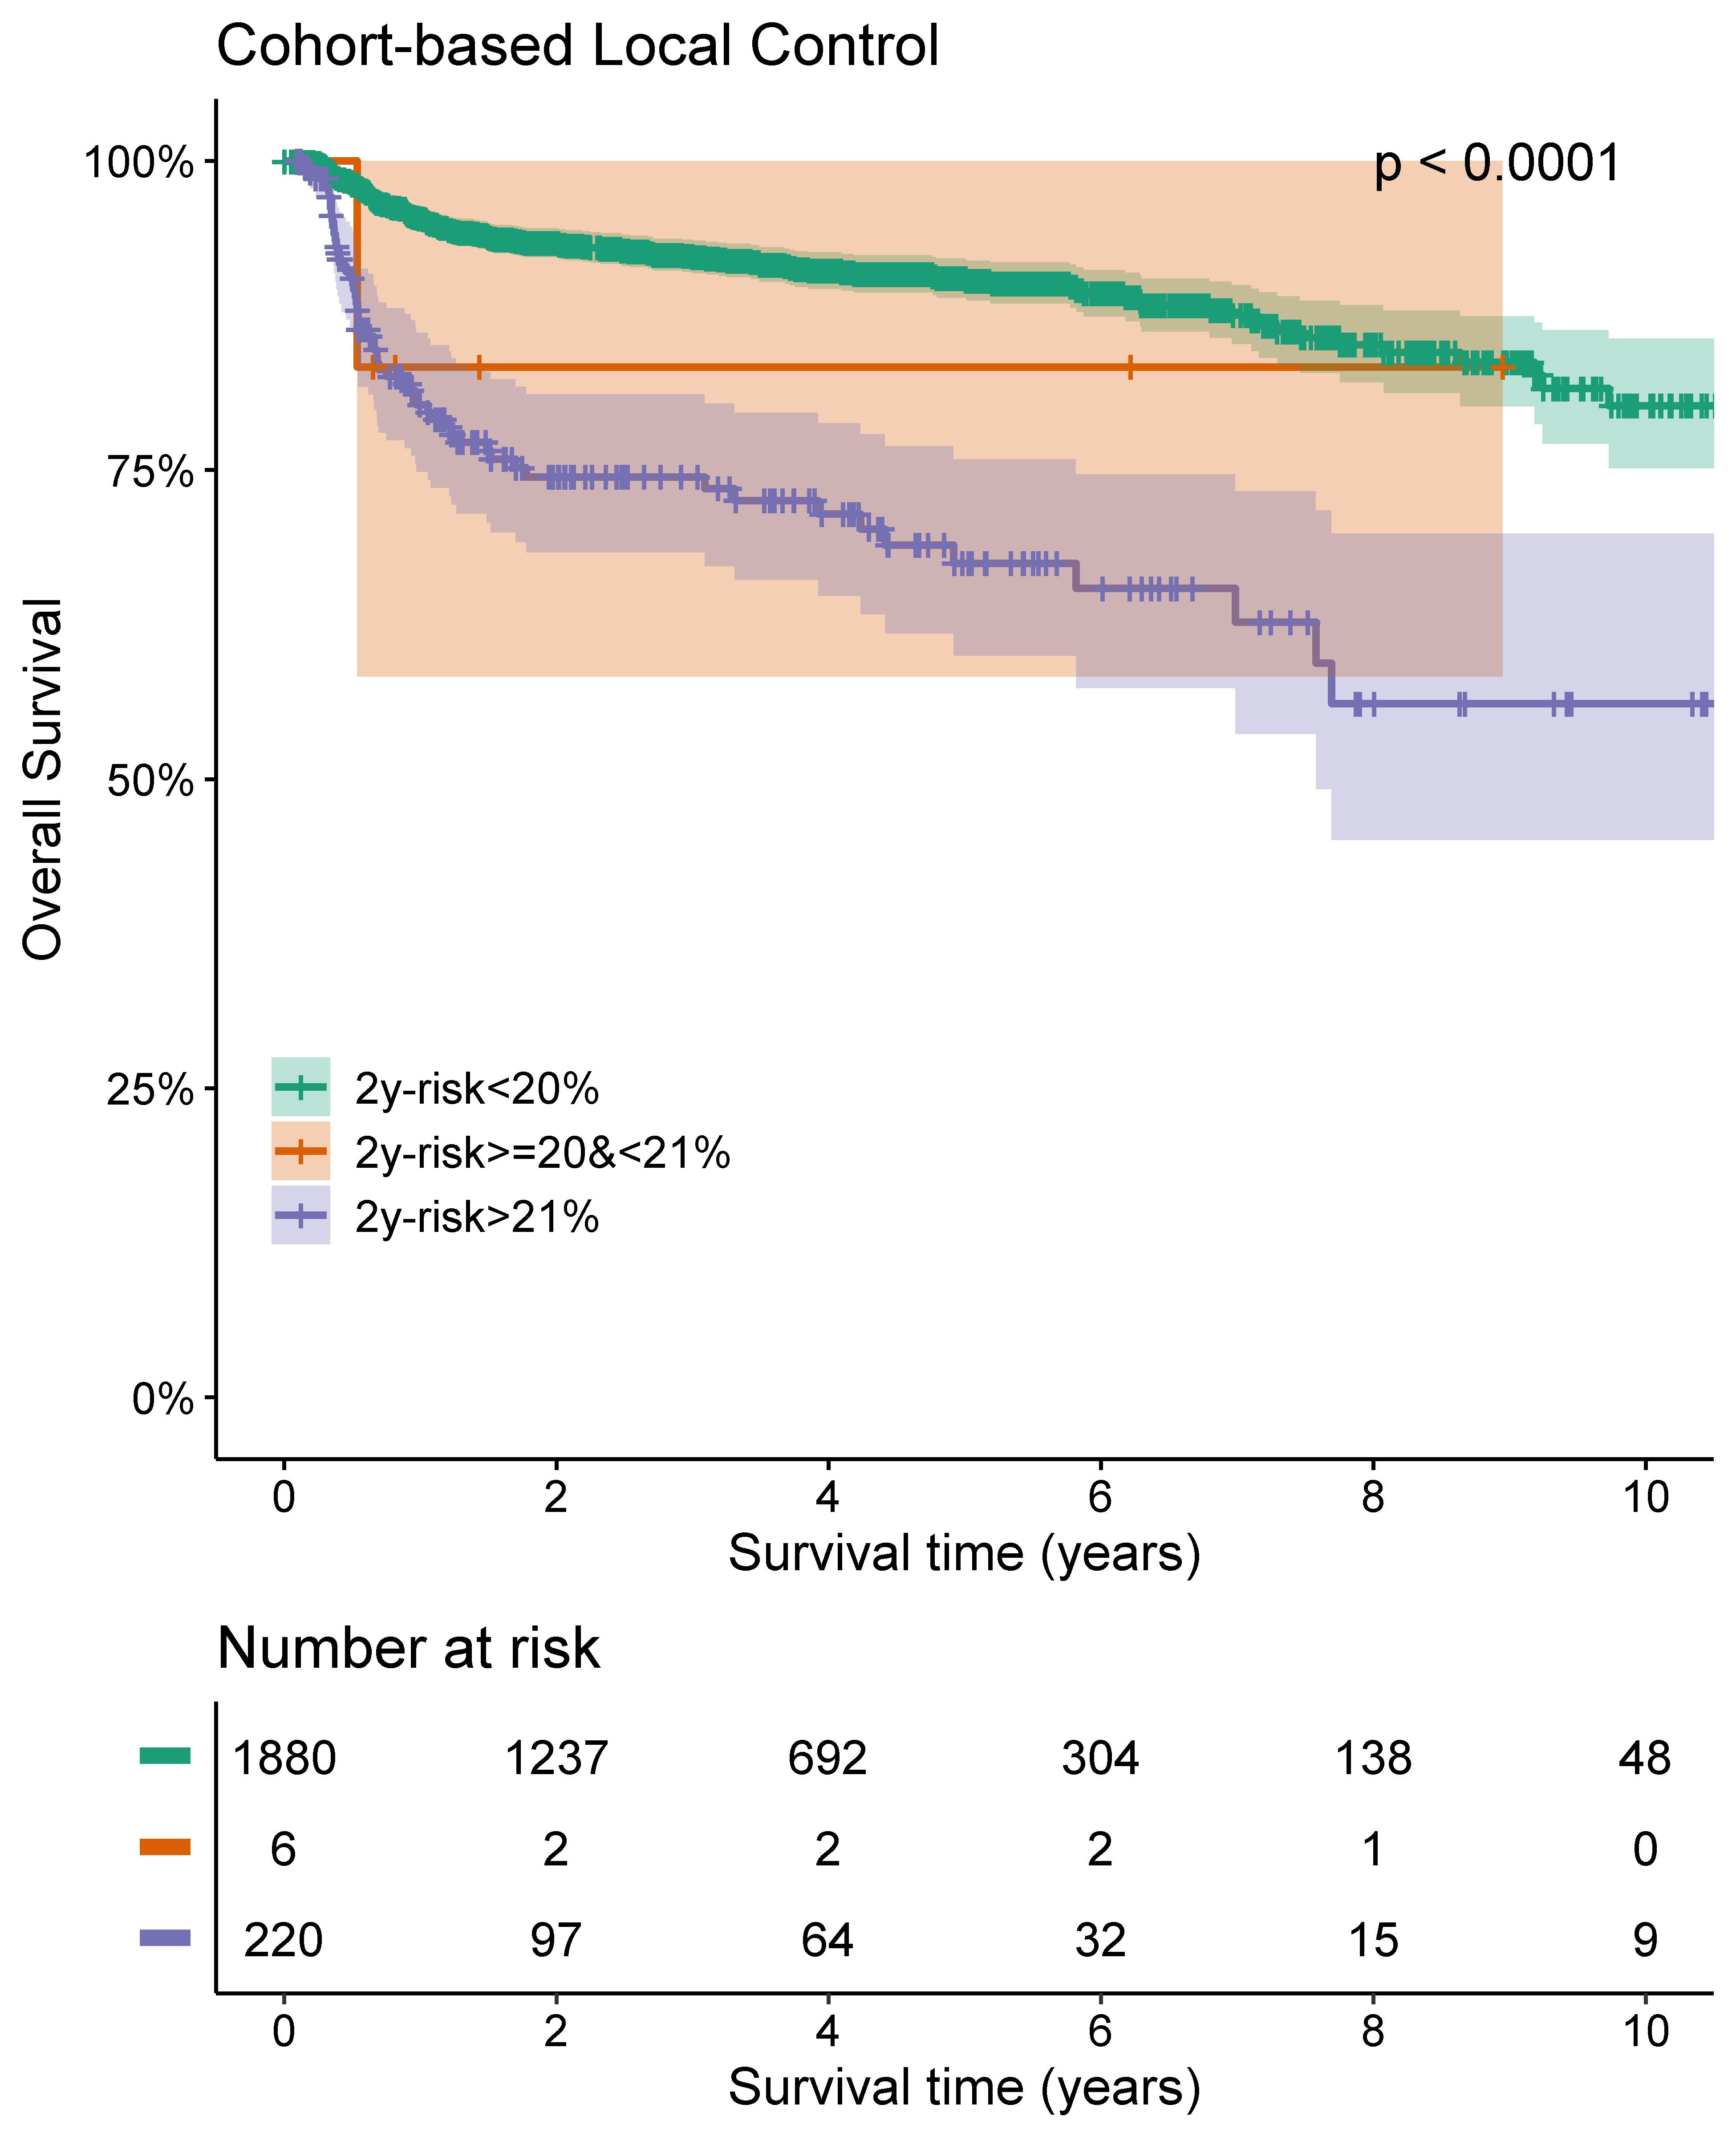 Cohort-based Local Control
p < 0.0001
100%
75%
50%
25%
0%
Overall Survival
2y-risk<20%
2y-risk>=20&<21%
2y-risk>21%
0 2 4 6 8 10
Survival time (years)
Number at risk
1880 1237 692 304 138 48
6 2 2 2 1 0
220 97 64 32 15 9
0 2 4 6 8 10
Survival time (years)